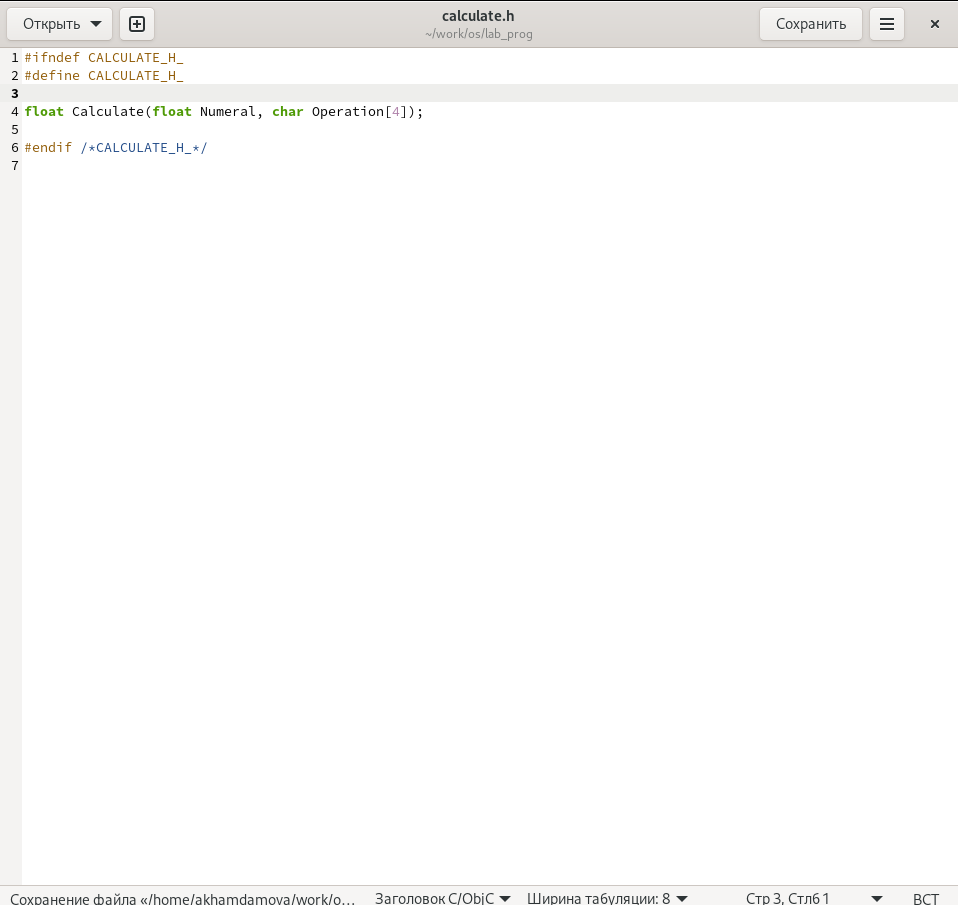 Открыть
calculate.h
~/work/os/lab_prog
Сохранить
1 #ifndef CALCULATE_H_
2 #define CALCULATE_H_
3
4 float Calculate(float Numeral, char Operation[4]);
5
6 #endif /*CALCULATE_H_*/
7
Сохранение файла «/home/akhamdamova/work/o… Заголовок C/ObjC Ширина табуляции: 8 Стр 3, Стлб 1 ВСТ